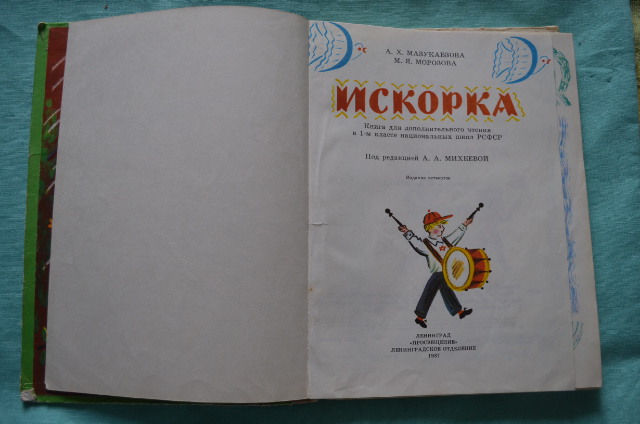 А. Х. МАЗУКАБЗОВА
М. Я. МОРОЗОВА
ИСКОРКА
Книга для дополнительного чтения
в 1-м классе национальных школ РСФСР
Под редакцией А. А. МИХЕЕВОЙ
Издание
ЛЕНИНГРАД
«ПРОСВЕЩЕНИЕ»
ЛЕНИНГРАДСКОЕ ОТДЕЛЕНИЕ